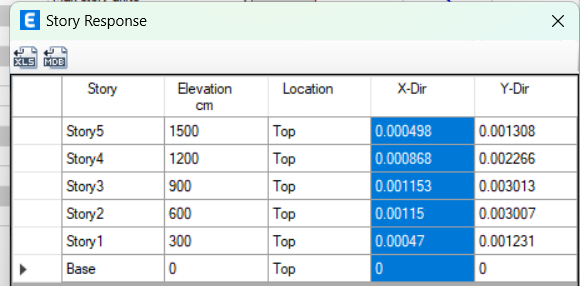 Story Response
XLS MDB
Story Elevation Location X-Dir Y-Dir
cm
Story5 1500 Top 0.000498 0.001308
Story4 1200 Top 0.000868 0.002266
Story3 900 Top 0.001153 0.003013
Story2 600 Top 0.00115 0.003007
Story1 300 Top 0.00047 0.001231
Base 0 Top 0 0